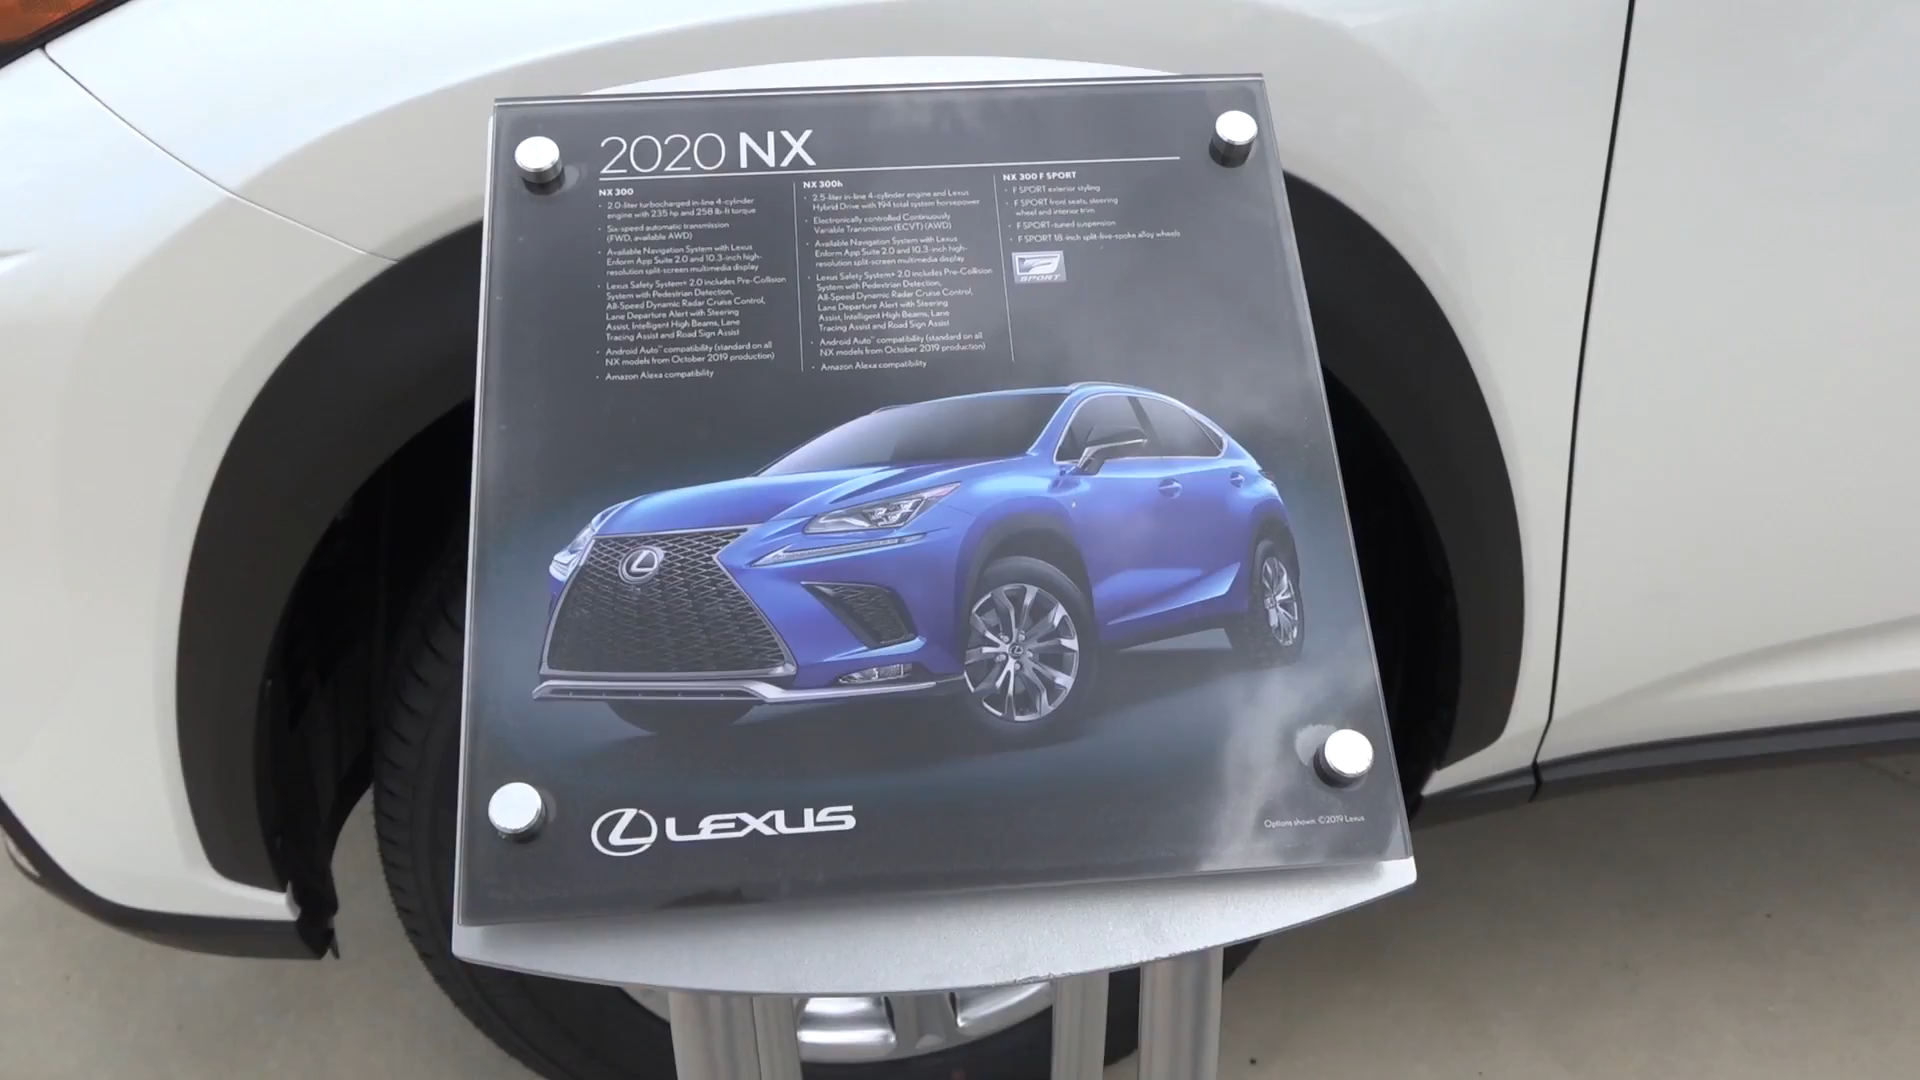 2020 NX
NX 300
• 2.0-liter turbocharged in-line 4-cylinder
engine with 235 hp and 258 lb-ft torque
• Six-speed automatic transmission
(FWD, available AWD)
• Available Navigation System with Lexus
Enform App Suite 2.0 and 10.3-inch high-
resolution split-screen multimedia display
• Lexus Safety System+ 2.0 includes Pre-Collision
System with Pedestrian Detection,
All-Speed Dynamic Radar Cruise Control,
Lane Departure Alert with Steering
Assist, Intelligent High Beams, Lane
Tracing Assist and Road Sign Assist
• Android Auto™ compatibility (standard on all
NX models from October 2019 production)
• Amazon Alexa compatibility
NX 300h
• 2.5-liter in-line 4-cylinder engine and Lexus
Hybrid Drive with 194 total system horsepower
• Electronically controlled Continuously
Variable Transmission (ECVT) (AWD)
• Available Navigation System with Lexus
Enform App Suite 2.0 and 10.3-inch high-
resolution split-screen multimedia display
• Lexus Safety System+ 2.0 includes Pre-Collision
System with Pedestrian Detection,
All-Speed Dynamic Radar Cruise Control,
Lane Departure Alert with Steering
Assist, Intelligent High Beams, Lane
Tracing Assist and Road Sign Assist
• Android Auto™ compatibility (standard on all
NX models from October 2019 production)
• Amazon Alexa compatibility
NX 300 F SPORT
• F SPORT exterior styling
• F SPORT front seats, steering
wheel and interior trim
• F SPORT-tuned suspension
• F SPORT 18-inch split-five-spoke alloy wheels
F SPORT
LEXUS
Options shown. ©2019 Lexus